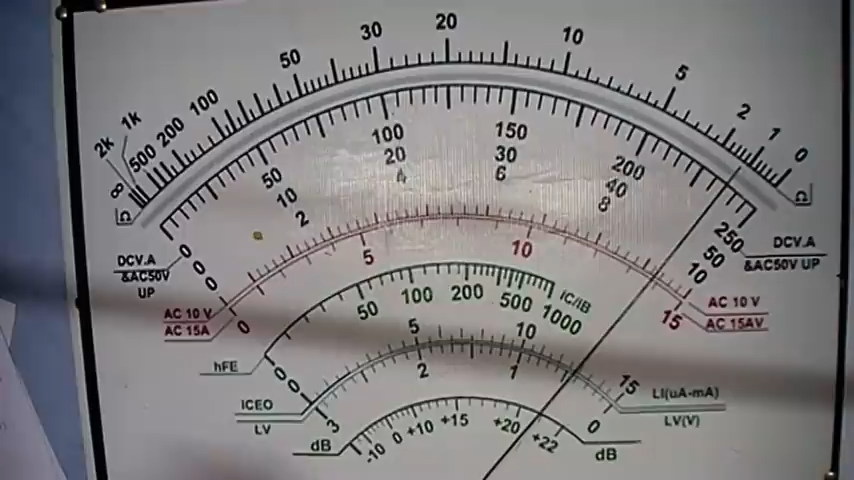 ∞ 2k 1k 500 200 100 50 30 20 10 5 2 1 0
Ω Ω
0 50 100 150 200 250
0 10 20 30 40 50
0 2 4 6 8 10
DCV.A
&AC50V
UP
DCV.A
&AC50V UP
AC 10 V
AC 15A
0 5 10 15
AC 10 V
AC 15AV
hFE
0 50 100 200 500 1000
IC/IB
ICEO
LV
0 5 10 15
3 2 1 0
LI(uA-mA)
LV(V)
dB
-10 0 +10 +15 +20 +22
dB